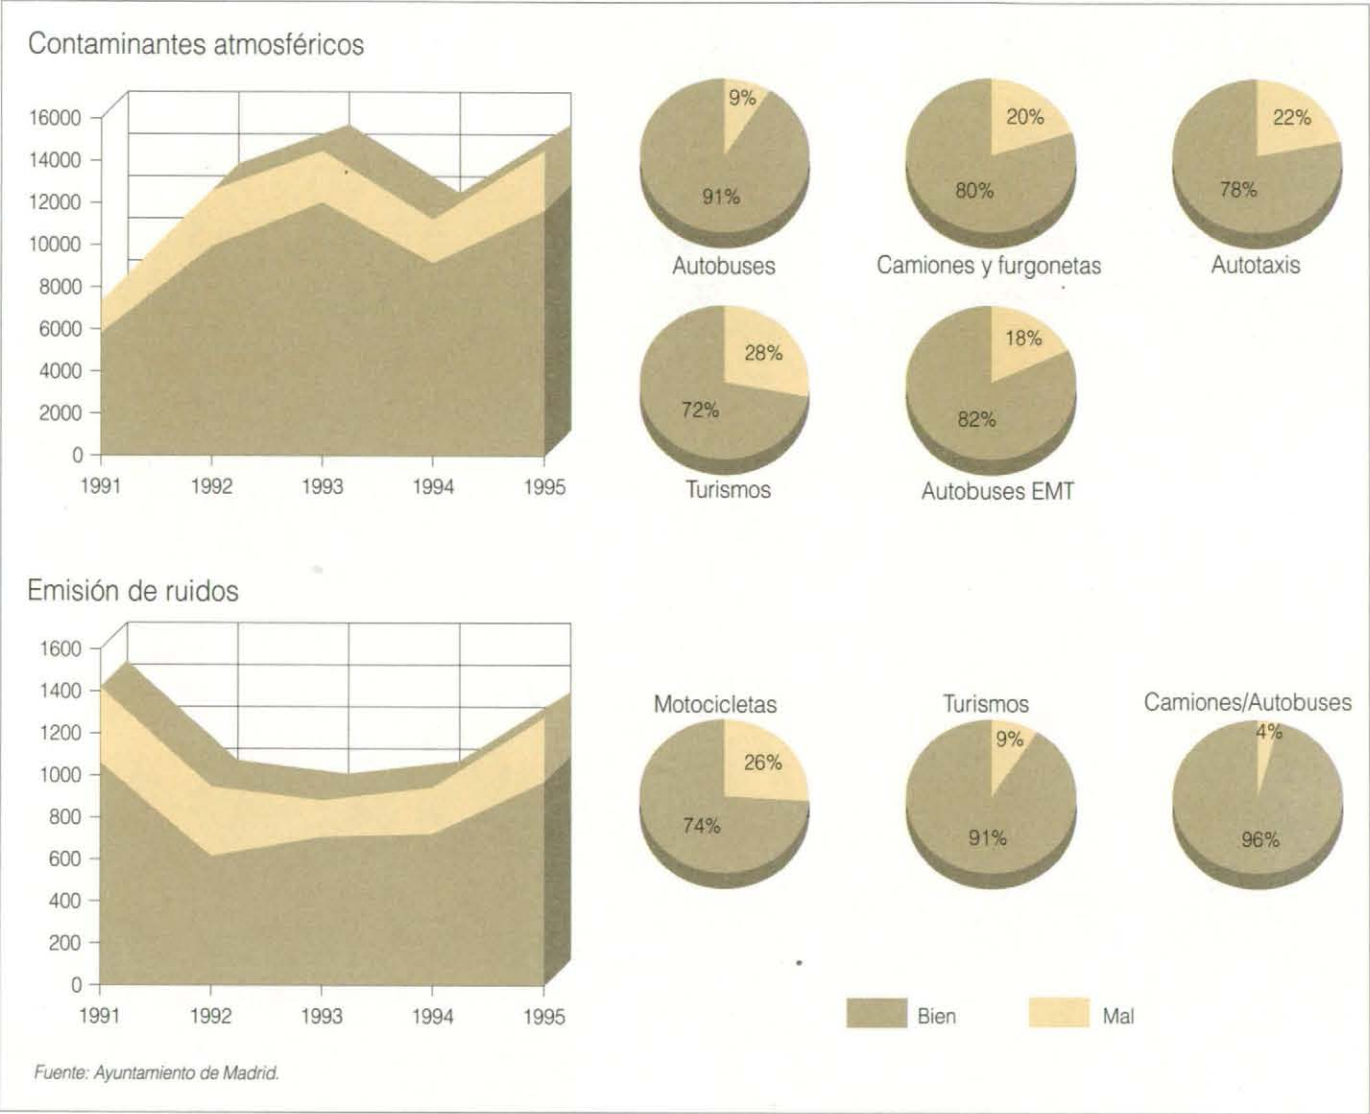 Contaminantes atmosféricos
16000
14000
12000
10000
8000
6000
4000
2000
0
1991 1992 1993 1994 1995
9%
91%
Autobuses
20%
80%
Camiones y furgonetas
22%
78%
Autotaxis
28%
72%
Turismos
18%
82%
Autobuses EMT
Emisión de ruidos
1600
1400
1200
1000
800
600
400
200
0
1991 1992 1993 1994 1995
Motocicletas
26%
74%
Turismos
9%
91%
Camiones/Autobuses
4%
96%
Bien
Mal
Fuente: Ayuntamiento de Madrid.